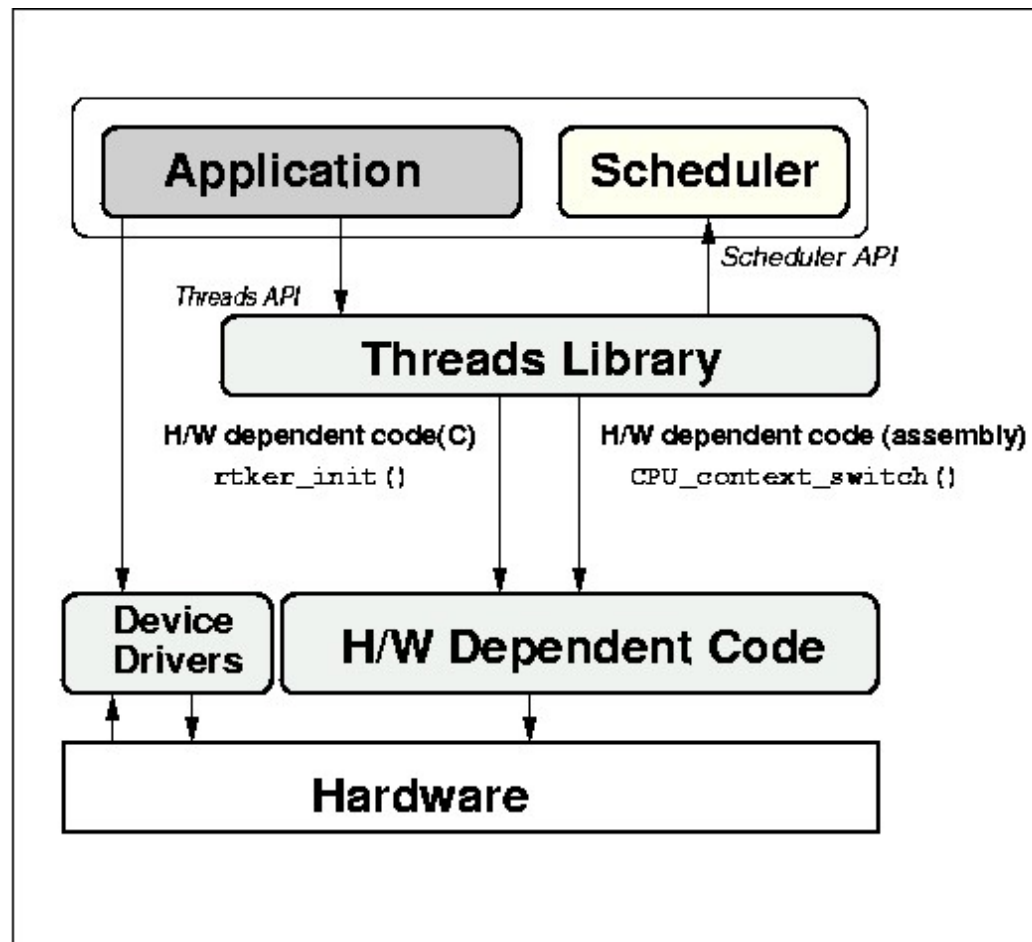 Application
Scheduler
Scheduler API
Threads API
Threads Library
H/W dependent code(C)
rtker_init()
H/W dependent code (assembly)
CPU_context_switch()
Device
Drivers
H/W Dependent Code
Hardware